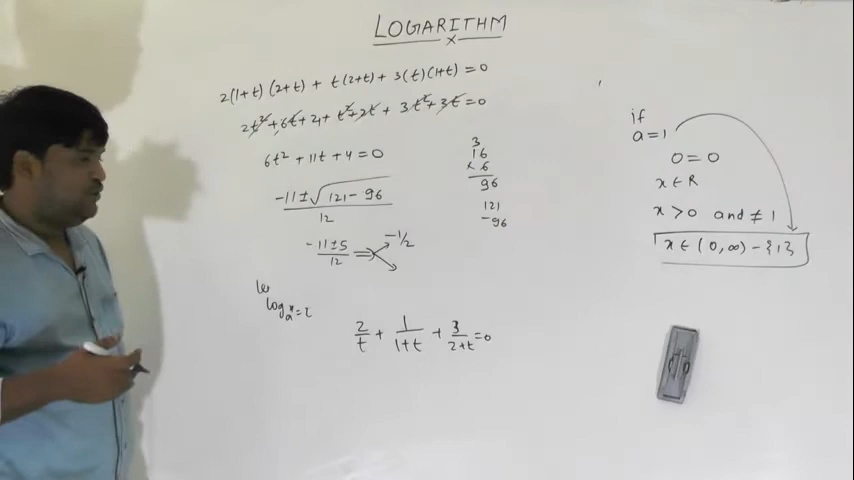 LOGARITHM
x
2(1+t)(2+t) + t(2+t) + 3(t)(1+t) = 0
2t²+6t+4+t²+2t+3t²+3t=0
6t²+11t+4=0
-11±√121-96
12
-11±5
12
⇒ -1/2
let
log_a x = t
2/t + 1/1+t + 3/2+t = 0
3
16
× 6
96
121
-96
if
a=1
0=0
x ∈ R
x > 0 and ≠ 1
x ∈ (0, ∞) - {1}